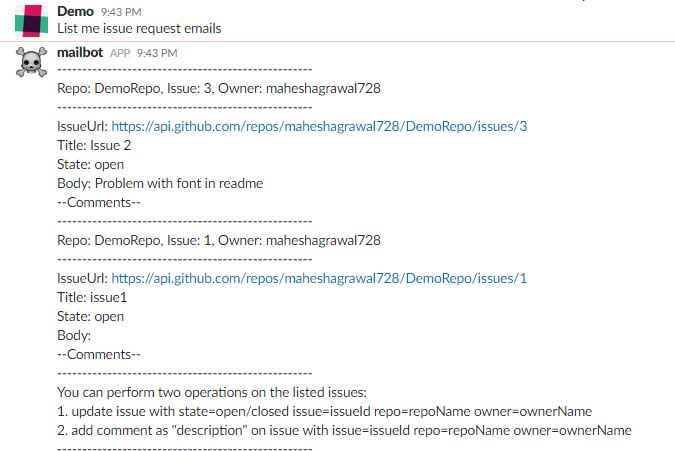 Demo 9:43 PM
List me issue request emails
mailbot APP 9:43 PM
---------------------------------------------------
Repo: DemoRepo, Issue: 3, Owner: maheshagrawal728
---------------------------------------------------
IssueUrl: https://api.github.com/repos/maheshagrawal728/DemoRepo/issues/3
Title: Issue 2
State: open
Body: Problem with font in readme
--Comments--
---------------------------------------------------
Repo: DemoRepo, Issue: 1, Owner: maheshagrawal728
---------------------------------------------------
IssueUrl: https://api.github.com/repos/maheshagrawal728/DemoRepo/issues/1
Title: issue1
State: open
Body:
--Comments--
---------------------------------------------------
You can perform two operations on the listed issues:
1. update issue with state=open/closed issue=issueId repo=repoName owner=ownerName
2. add comment as "description" on issue with issue=issueId repo=repoName owner=ownerName
---------------------------------------------------